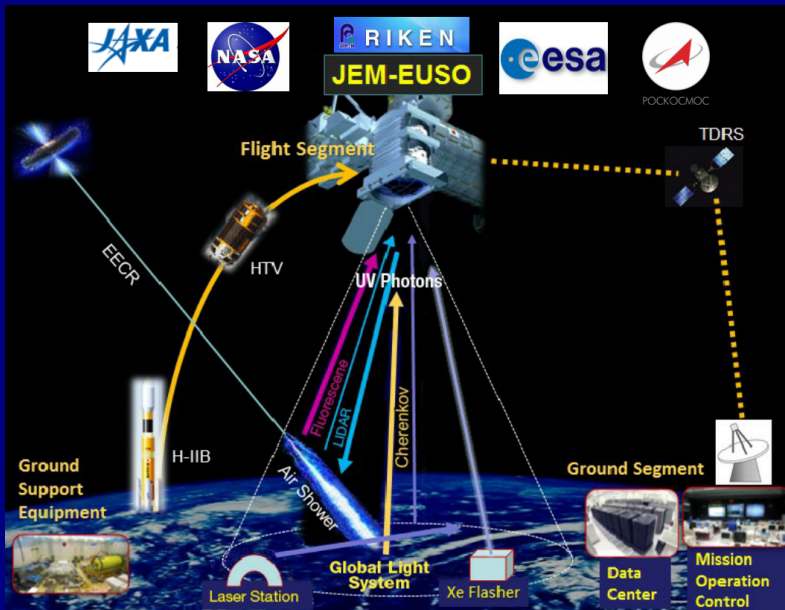 JAXA
NASA
RIKEN
JEM-EUSO
esa
РОСКОСМОС
TDRS
Flight Segment
EECR
HTV
UV Photons
Fluorescene
LIDAR
Cherenkov
H-IIB
Air Shower
Ground
Support
Equipment
Ground Segment
Global Light
System
Laser Station
Xe Flasher
Data
Center
Mission
Operation
Control